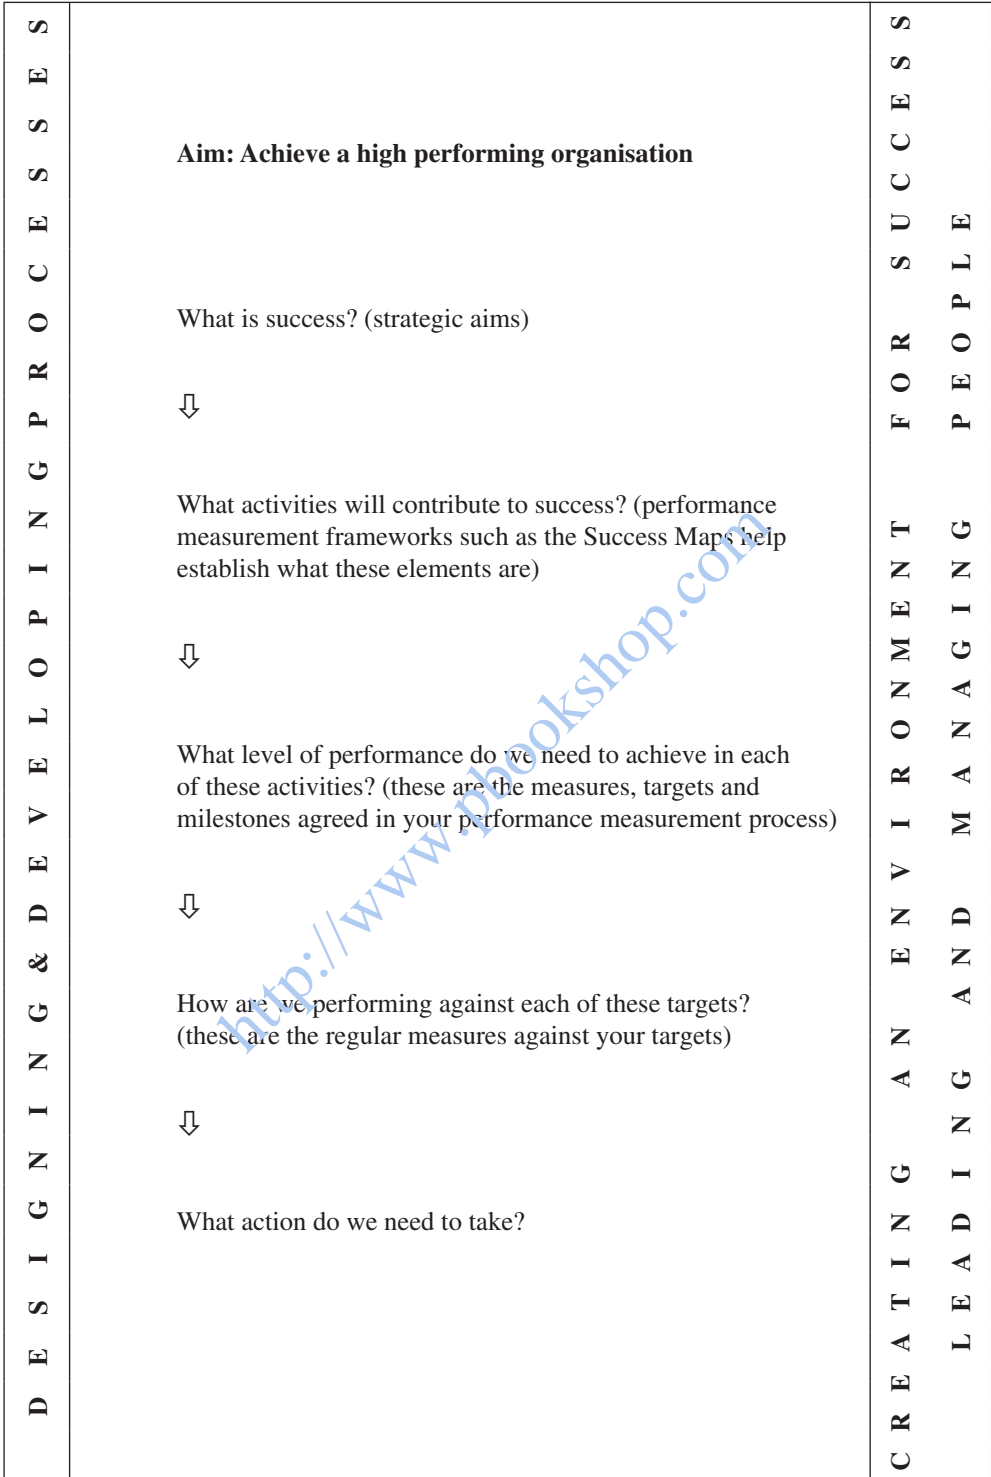 DESIGNING & DEVELOPING PROCESSES
Aim: Achieve a high performing organisation
What is success? (strategic aims)
⇩
What activities will contribute to success? (performance
measurement frameworks such as the Success Maps help
establish what these elements are)
⇩
What level of performance do we need to achieve in each
of these activities? (these are the measures, targets and
milestones agreed in your performance measurement process)
⇩
How are we performing against each of these targets?
(these are the regular measures against your targets)
⇩
What action do we need to take?
CREATING AN ENVIRONMENT FOR SUCCESS
LEADING AND MANAGING PEOPLE
http://www.pbookshop.com